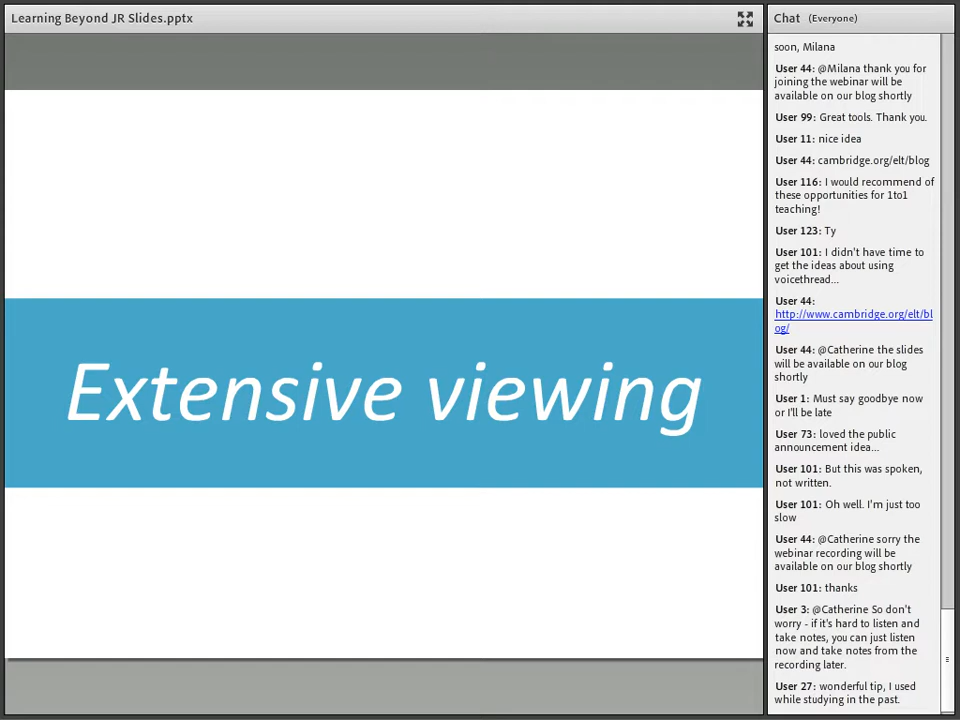 Learning Beyond JR Slides.pptx
Extensive viewing
Chat (Everyone)
soon, Milana
User 44: @Milana thank you for
joining the webinar will be
available on our blog shortly
User 99: Great tools. Thank you.
User 11: nice idea
User 44: cambridge.org/elt/blog
User 116: I would recommend of
these opportunities for 1to1
teaching!
User 123: Ty
User 101: I didn't have time to
get the ideas about using
voicethread...
User 44:
http://www.cambridge.org/elt/bl
og/
User 44: @Catherine the slides
will be available on our blog
shortly
User 1: Must say goodbye now
or I'll be late
User 73: loved the public
announcement idea...
User 101: But this was spoken,
not written.
User 101: Oh well. I'm just too
slow
User 44: @Catherine sorry the
webinar recording will be
available on our blog shortly
User 101: thanks
User 3: @Catherine So don't
worry - if it's hard to listen and
take notes, you can just listen
now and take notes from the
recording later.
User 27: wonderful tip, I used
while studying in the past.